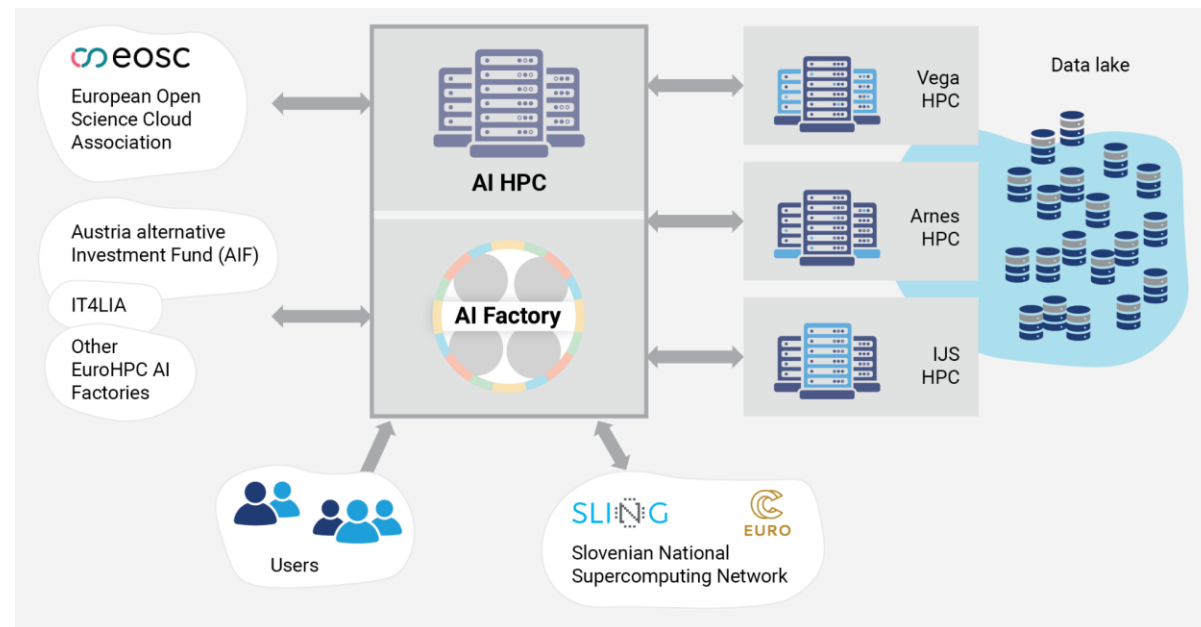 eosc
European Open
Science Cloud
Association
Austria alternative
Investment Fund (AIF)
IT4LIA
Other
EuroHPC AI
Factories
AI HPC
AI Factory
Vega
HPC
Arnes
HPC
IJS
HPC
Data lake
Users
SLING
EURO
Slovenian National
Supercomputing Network